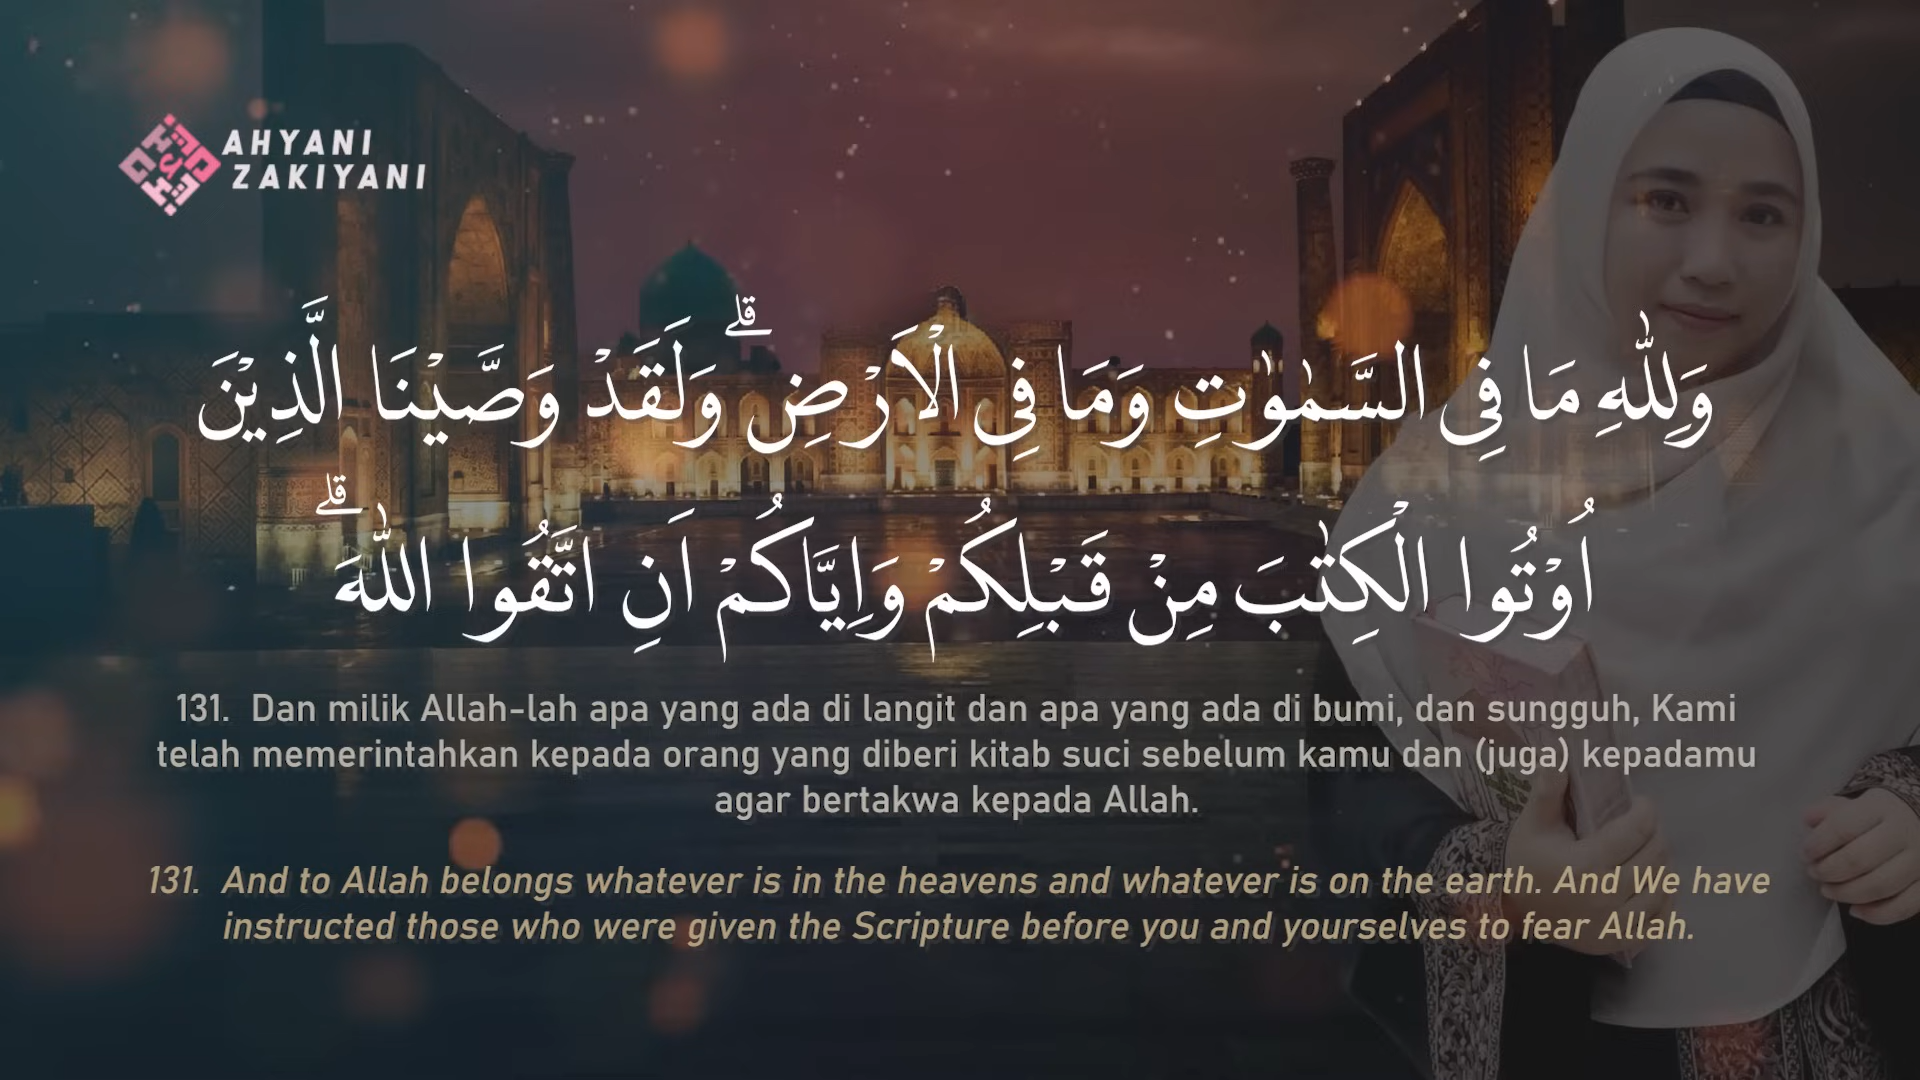 AHYANI
ZAKIYANI
وَلِلّٰهِ مَا فِى السَّمٰوٰتِ وَمَا فِى الْاَرْضِۗ وَلَقَدْ وَصَّيْنَا الَّذِيْنَ
اُوْتُوا الْكِتٰبَ مِنْ قَبْلِكُمْ وَاِيَّاكُمْ اَنِ اتَّقُوا اللّٰهَۗ
131. Dan milik Allah-lah apa yang ada di langit dan apa yang ada di bumi, dan sungguh, Kami
telah memerintahkan kepada orang yang diberi kitab suci sebelum kamu dan (juga) kepadamu
agar bertakwa kepada Allah.
131. And to Allah belongs whatever is in the heavens and whatever is on the earth. And We have
instructed those who were given the Scripture before you and yourselves to fear Allah.